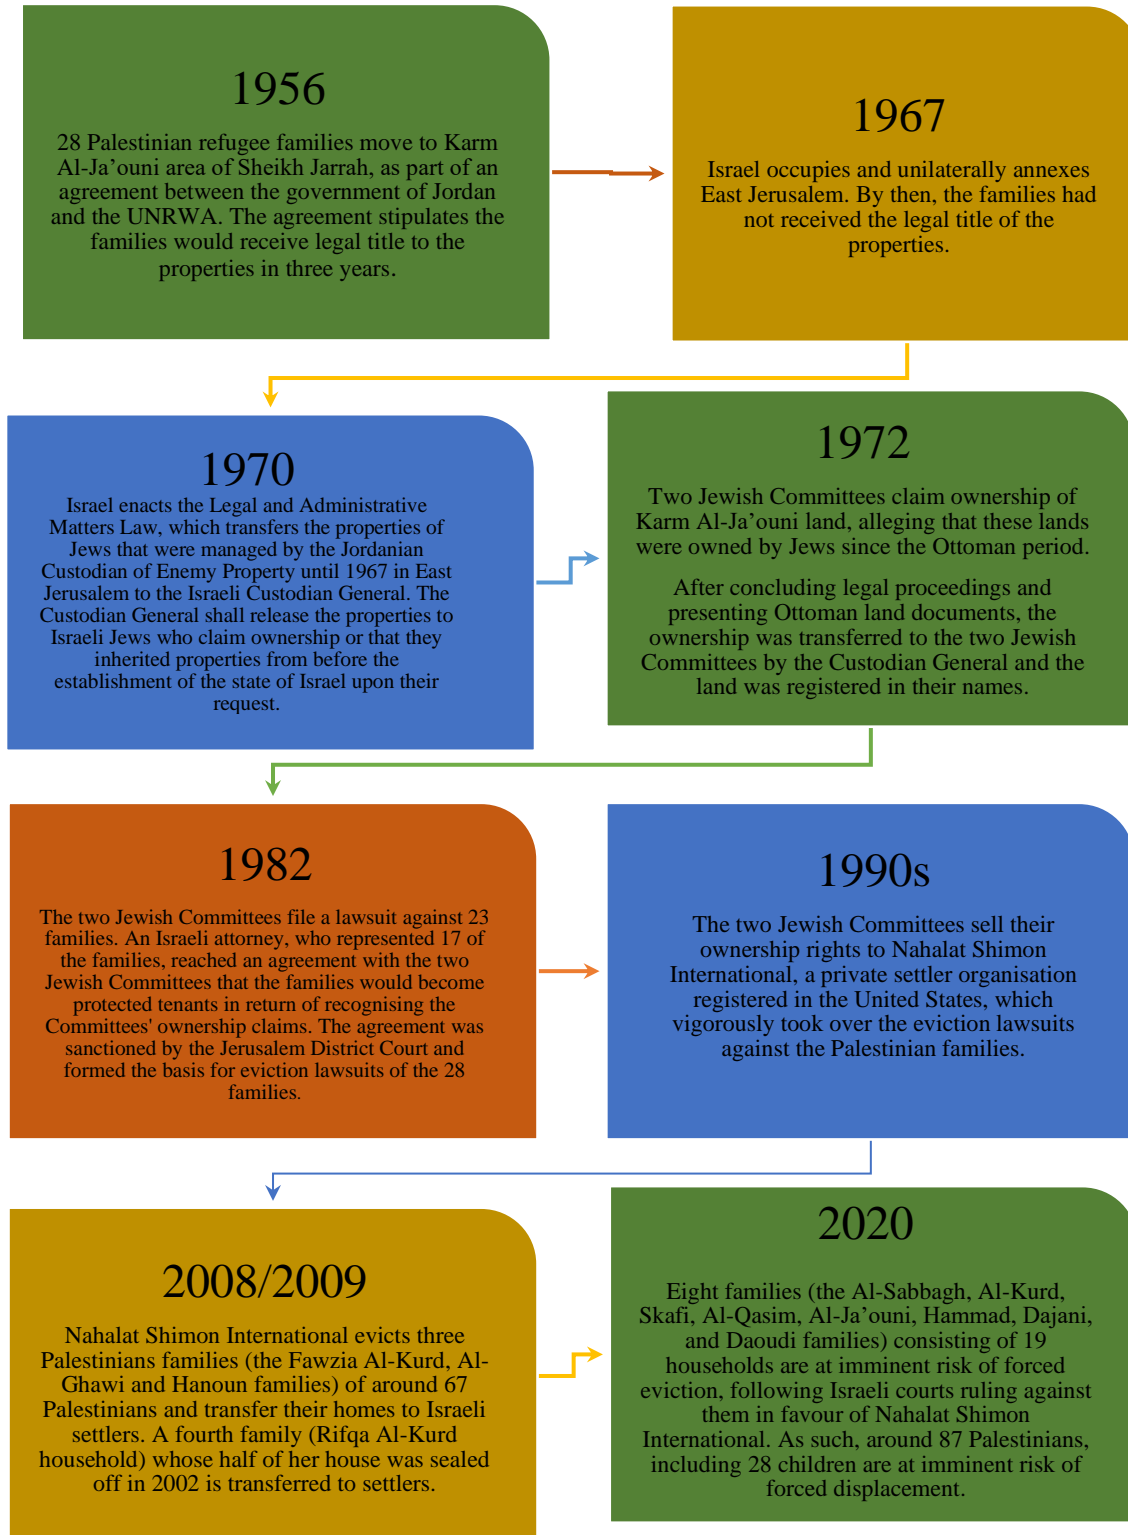 1956
28 Palestinian refugee families move to Karm
Al-Ja’ouni area of Sheikh Jarrah, as part of an
agreement between the government of Jordan
and the UNRWA. The agreement stipulates the
families would receive legal title to the
properties in three years.
1967
Israel occupies and unilaterally annexes
East Jerusalem. By then, the families had
not received the legal title of the
properties.
1970
Israel enacts the Legal and Administrative
Matters Law, which transfers the properties of
Jews that were managed by the Jordanian
Custodian of Enemy Property until 1967 in East
Jerusalem to the Israeli Custodian General. The
Custodian General shall release the properties to
Israeli Jews who claim ownership or that they
inherited properties from before the
establishment of the state of Israel upon their
request.
1972
Two Jewish Committees claim ownership of
Karm Al-Ja’ouni land, alleging that these lands
were owned by Jews since the Ottoman period.
After concluding legal proceedings and
presenting Ottoman land documents, the
ownership was transferred to the two Jewish
Committees by the Custodian General and the
land was registered in their names.
1982
The two Jewish Committees file a lawsuit against 23
families. An Israeli attorney, who represented 17 of
the families, reached an agreement with the two
Jewish Committees that the families would become
protected tenants in return of recognising the
Committees' ownership claims. The agreement was
sanctioned by the Jerusalem District Court and
formed the basis for eviction lawsuits of the 28
families.
1990s
The two Jewish Committees sell their
ownership rights to Nahalat Shimon
International, a private settler organisation
registered in the United States, which
vigorously took over the eviction lawsuits
against the Palestinian families.
2008/2009
Nahalat Shimon International evicts three
Palestinians families (the Fawzia Al-Kurd, Al-
Ghawi and Hanoun families) of around 67
Palestinians and transfer their homes to Israeli
settlers. A fourth family (Rifqa Al-Kurd
household) whose half of her house was sealed
off in 2002 is transferred to settlers.
2020
Eight families (the Al-Sabbagh, Al-Kurd,
Skafi, Al-Qasim, Al-Ja’ouni, Hammad, Dajani,
and Daoudi families) consisting of 19
households are at imminent risk of forced
eviction, following Israeli courts ruling against
them in favour of Nahalat Shimon
International. As such, around 87 Palestinians,
including 28 children are at imminent risk of
forced displacement.